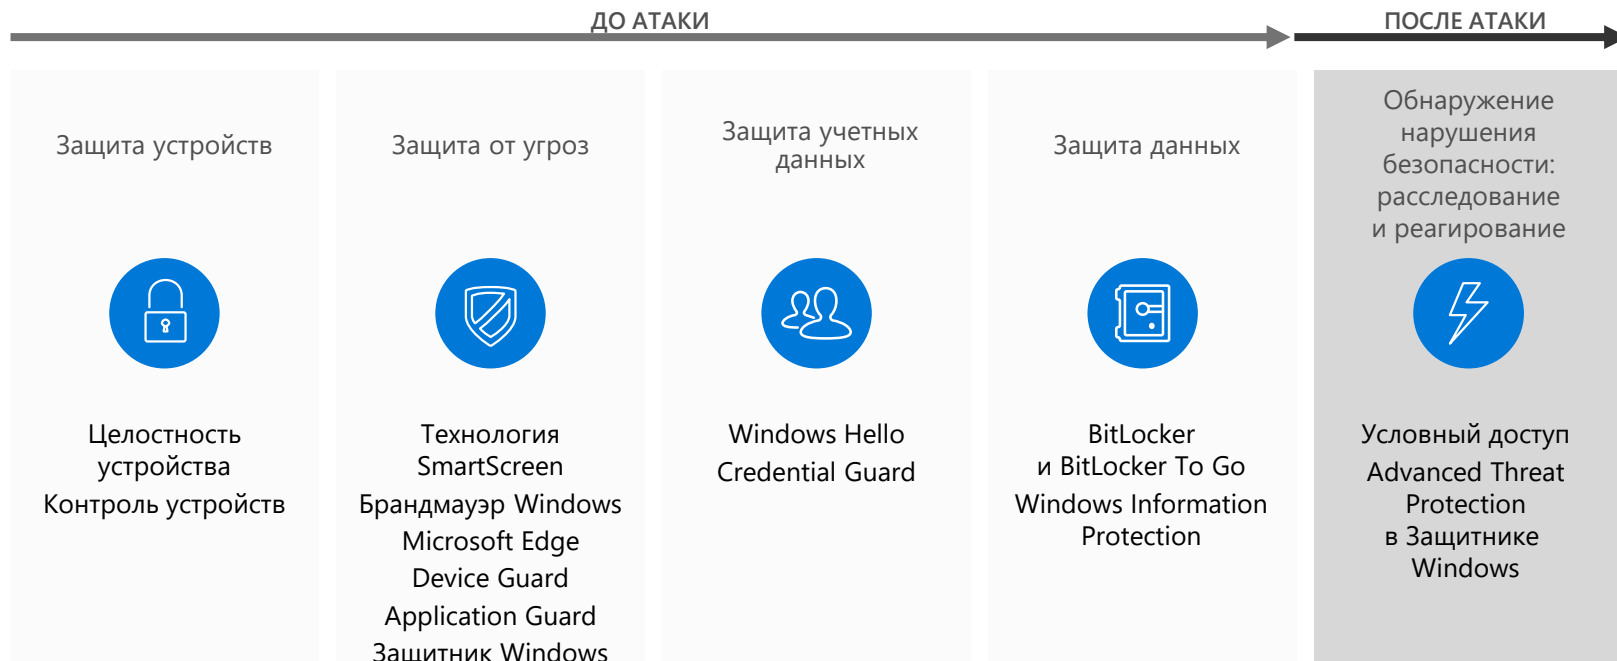 ДО АТАКИ
ПОСЛЕ АТАКИ
Защита устройств
Целостность
устройства
Контроль устройств
Защита от угроз
Технология
SmartScreen
Брандмауэр Windows
Microsoft Edge
Device Guard
Application Guard
Защитник Windows
Защита учетных
данных
Windows Hello
Credential Guard
Защита данных
BitLocker
и BitLocker To Go
Windows Information
Protection
Обнаружение
нарушения
безопасности:
расследование
и реагирование
Условный доступ
Advanced Threat
Protection
в Защитнике
Windows